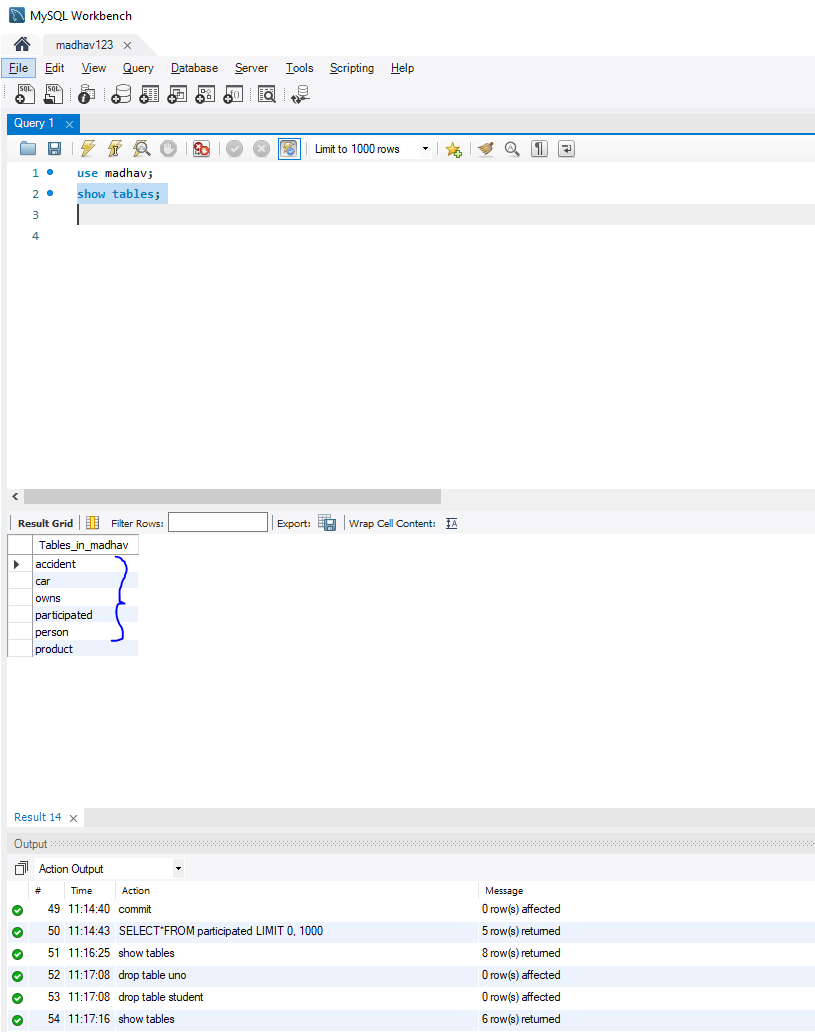 MySQL Workbench
madhav123
File Edit View Query Database Server Tools Scripting Help
SQL SQL
Query 1
Limit to 1000 rows
1 use madhav;
2 show tables;
3
4
Result Grid Filter Rows: Export: Wrap Cell Content: IA
Tables_in_madhav
accident
car
owns
participated
person
product
Result 14
Output
Action Output
# Time Action Message
49 11:14:40 commit 0 row(s) affected
50 11:14:43 SELECT*FROM participated LIMIT 0, 1000 5 row(s) returned
51 11:16:25 show tables 8 row(s) returned
52 11:17:08 drop table uno 0 row(s) affected
53 11:17:08 drop table student 0 row(s) affected
54 11:17:16 show tables 6 row(s) returned